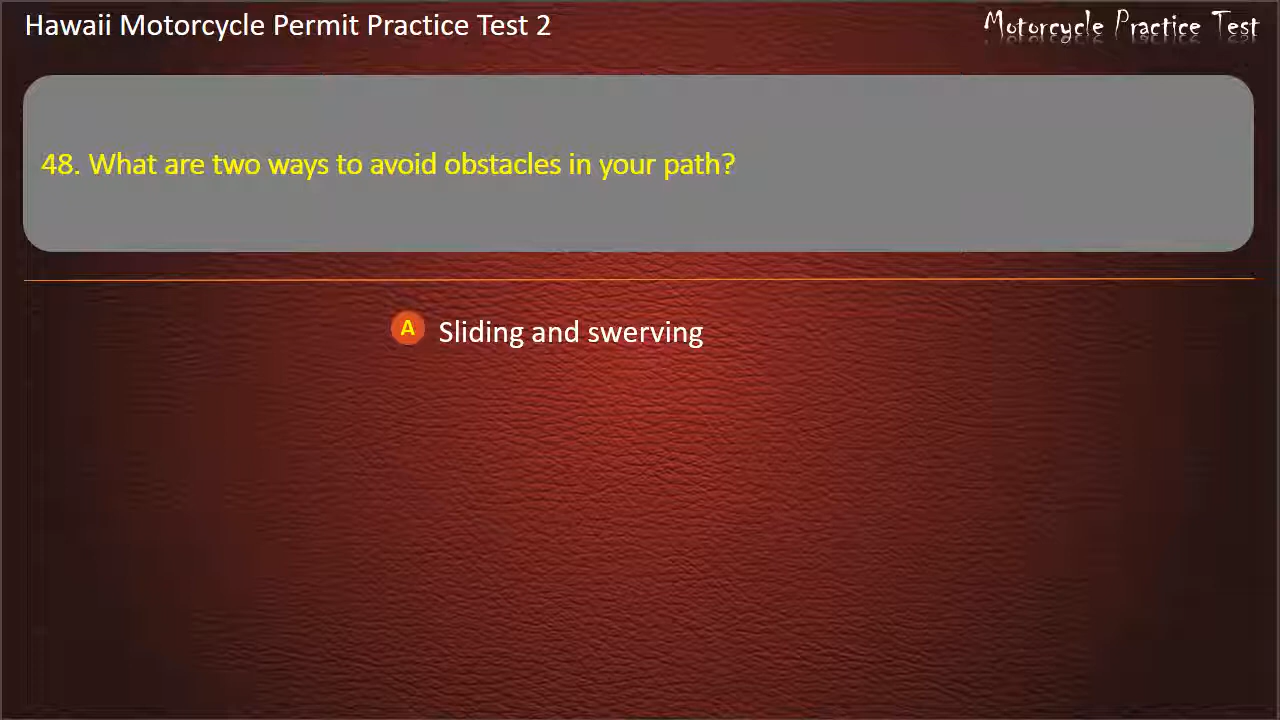 Hawaii Motorcycle Permit Practice Test 2
Motorcycle Practice Test
48. What are two ways to avoid obstacles in your path?
A Sliding and swerving